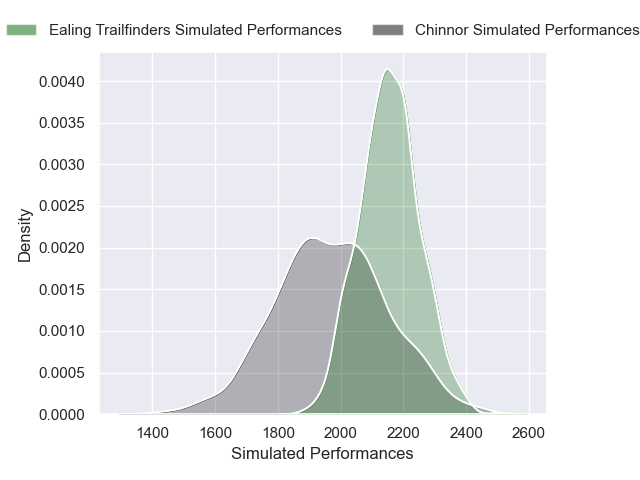 Ealing Trailfinders Simulated Performances
Chinnor Simulated Performances
0.0040
0.0035
0.0030
0.0025
0.0020
0.0015
0.0010
0.0005
0.0000
Density
1400 1600 1800 2000 2200 2400 2600
Simulated Performances